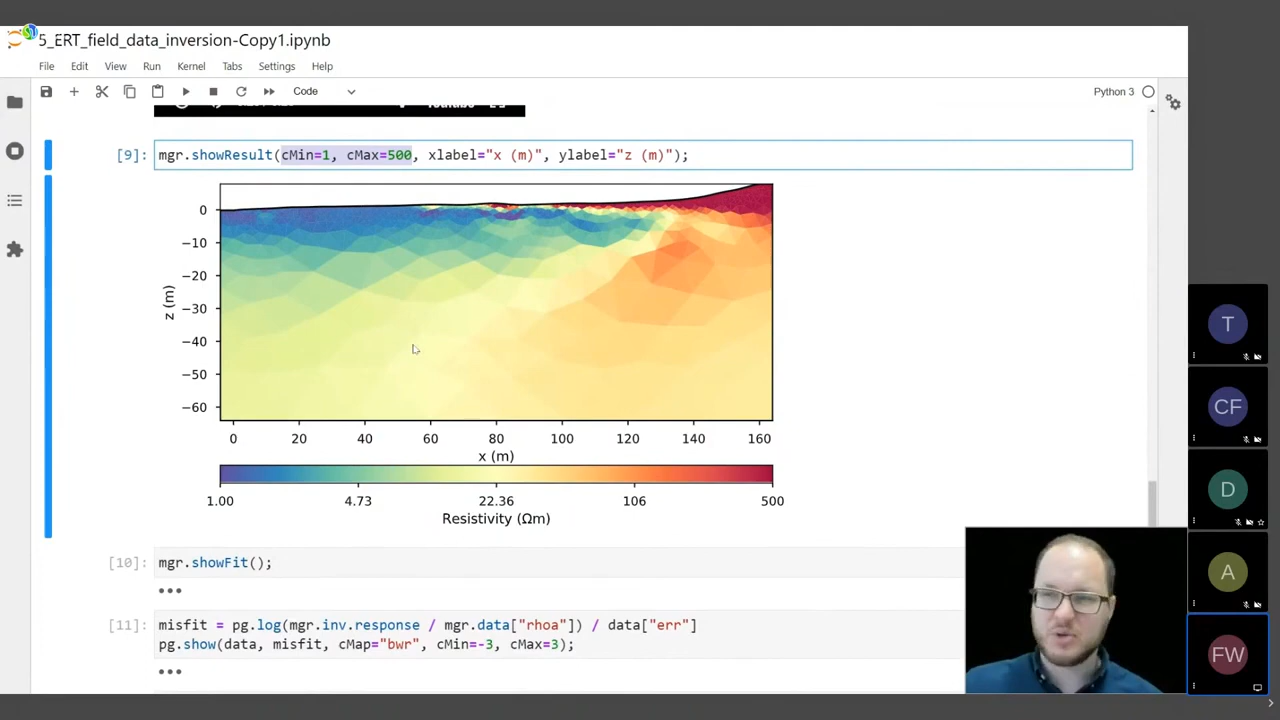 5_ERT_field_data_inversion-Copy1.ipynb
File Edit View Run Kernel Tabs Settings Help
Code
Python 3
[9]: mgr.showResult(cMin=1, cMax=500, xlabel="x (m)", ylabel="z (m)");
0
−10
−20
−30
−40
−50
−60
z (m)
0 20 40 60 80 100 120 140 160
x (m)
1.00 4.73 22.36 106 500
Resistivity (Ωm)
[10]: mgr.showFit();
[11]: misfit = pg.log(mgr.inv.response / mgr.data["rhoa"]) / data["err"]
pg.show(data, misfit, cMap="bwr", cMin=-3, cMax=3);
T
CF
D
A
FW